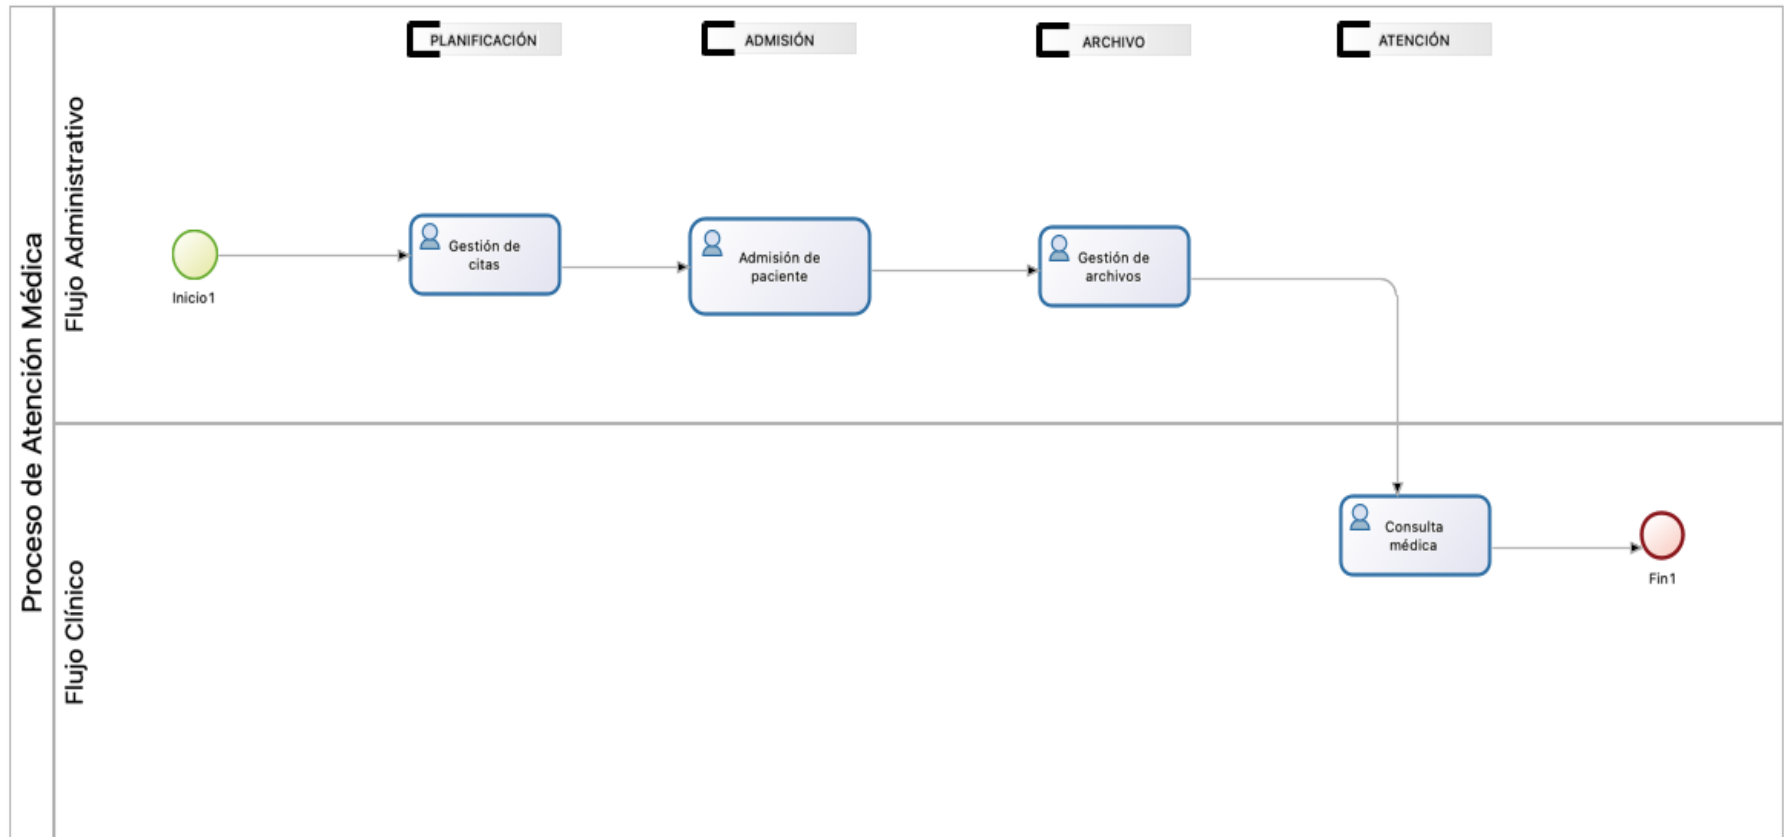 Proceso de Atención Médica
Flujo Administrativo
PLANIFICACIÓN
ADMISIÓN
ARCHIVO
ATENCIÓN
Inicio1
Gestión de
citas
Admisión de
paciente
Gestión de
archivos
Flujo Clínico
Consulta
médica
Fin1